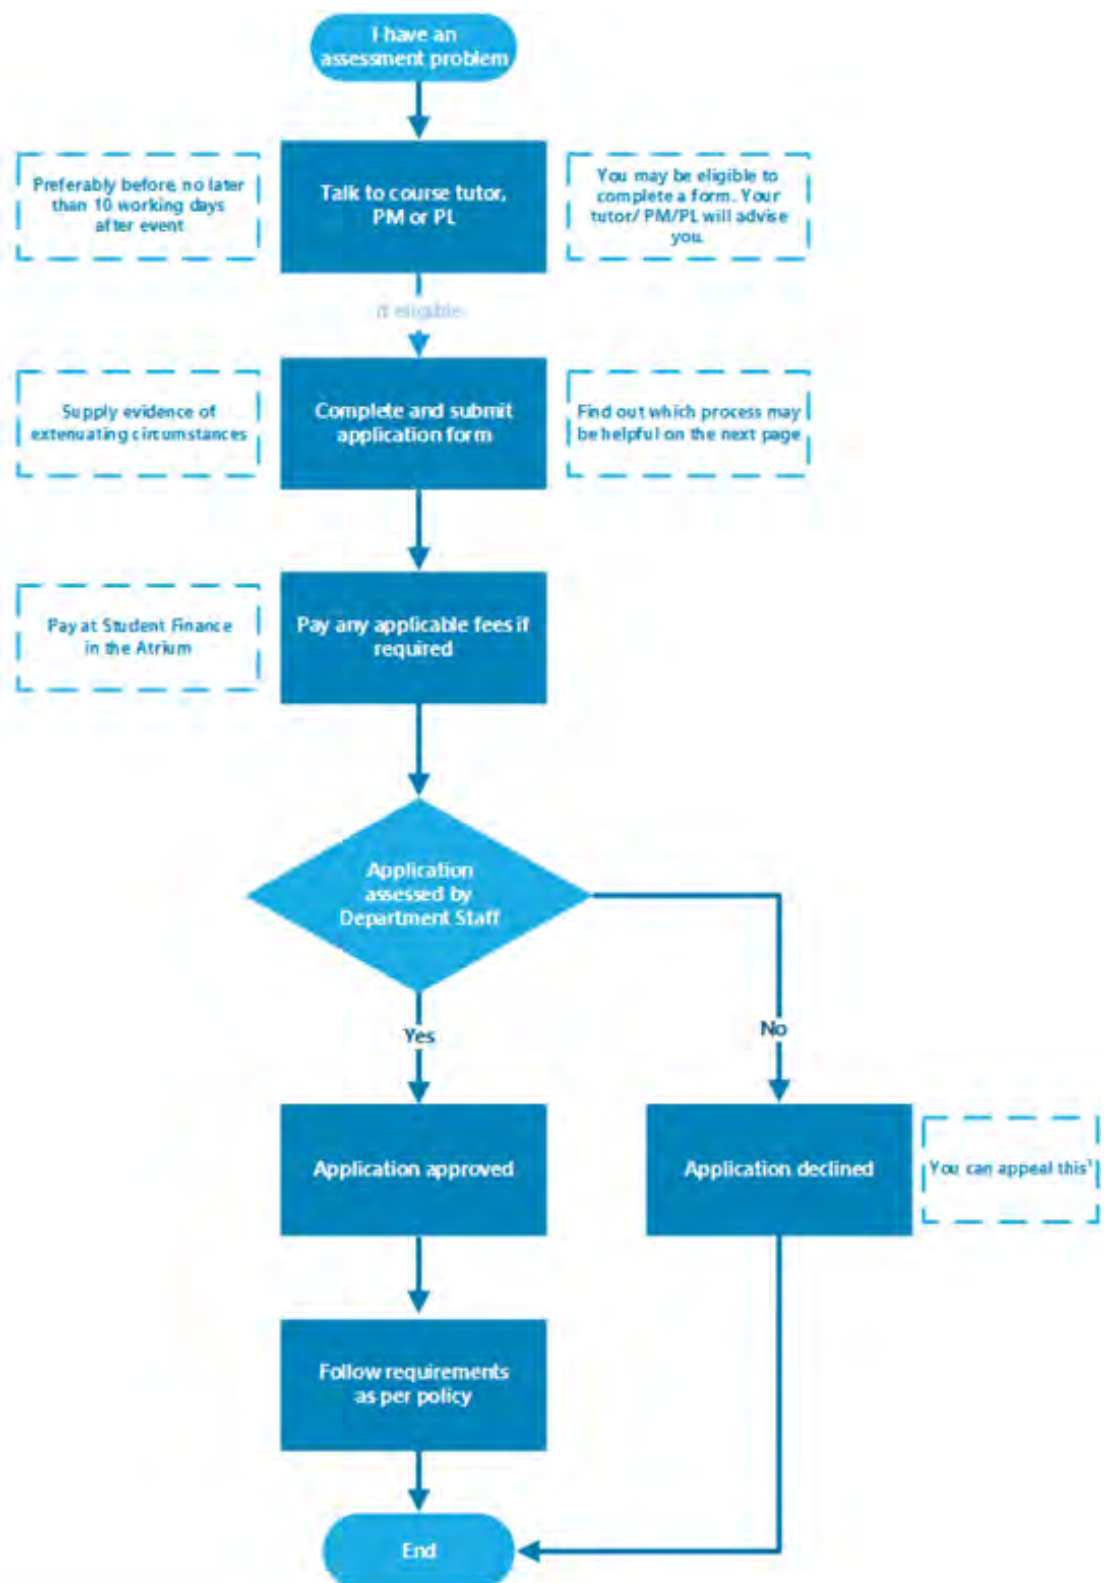 I have an
assessment problem
Preferably before, no later
than 10 working days
after event
Talk to course tutor,
PM or PL
You may be eligible to
complete a form. Your
tutor/ PM/PL will advise
you.
if eligible
Supply evidence of
extenuating circumstances
Complete and submit
application form
Find out which process may
be helpful on the next page
Pay at Student Finance
in the Atrium
Pay any applicable fees if
required
Application
assessed by
Department Staff
Yes
No
Application approved
Application declined
You can appeal this¹
Follow requirements
as per policy
End